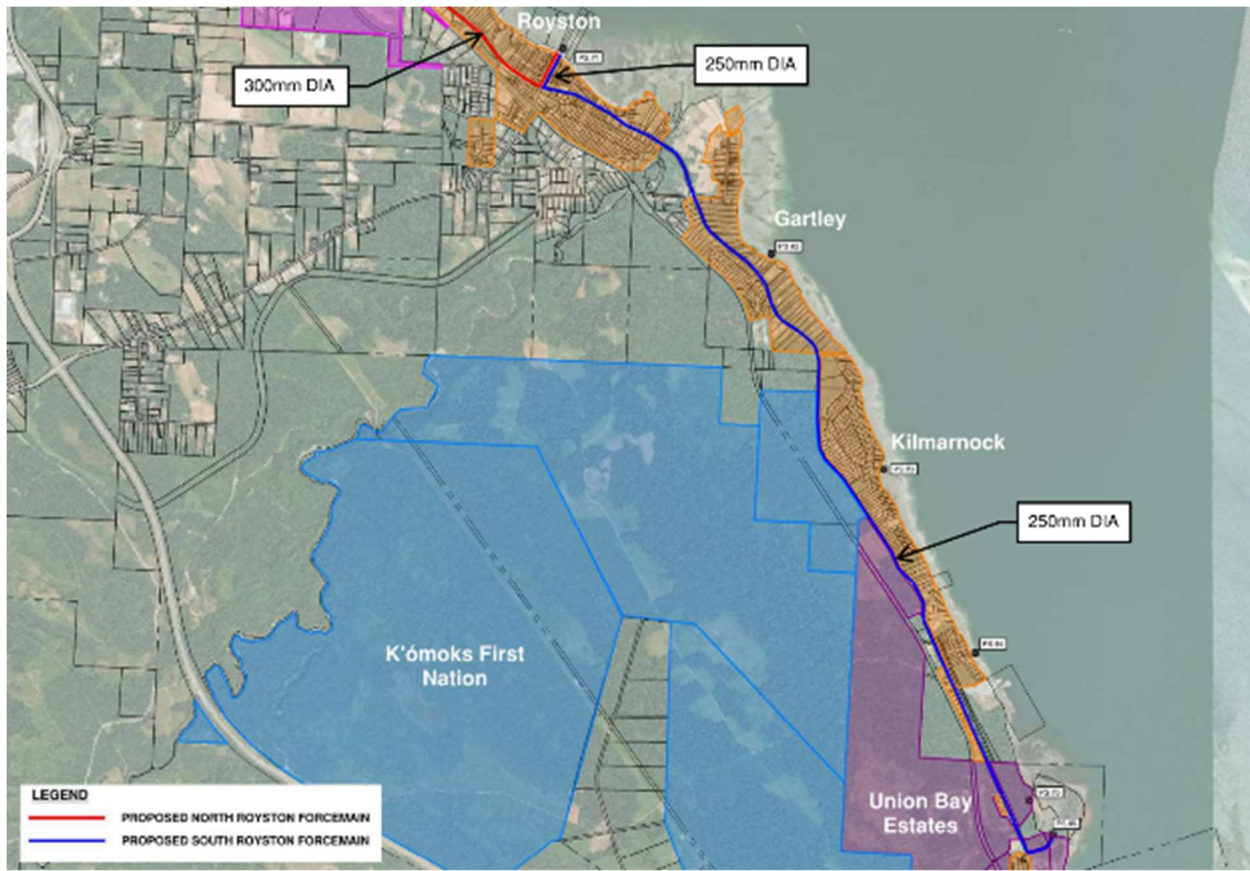 Royston
300mm DIA
250mm DIA
Gartley
Kilmarnock
250mm DIA
K'ómoks First
Nation
Union Bay
Estates
LEGEND
PROPOSED NORTH ROYSTON FORCEMAIN
PROPOSED SOUTH ROYSTON FORCEMAIN